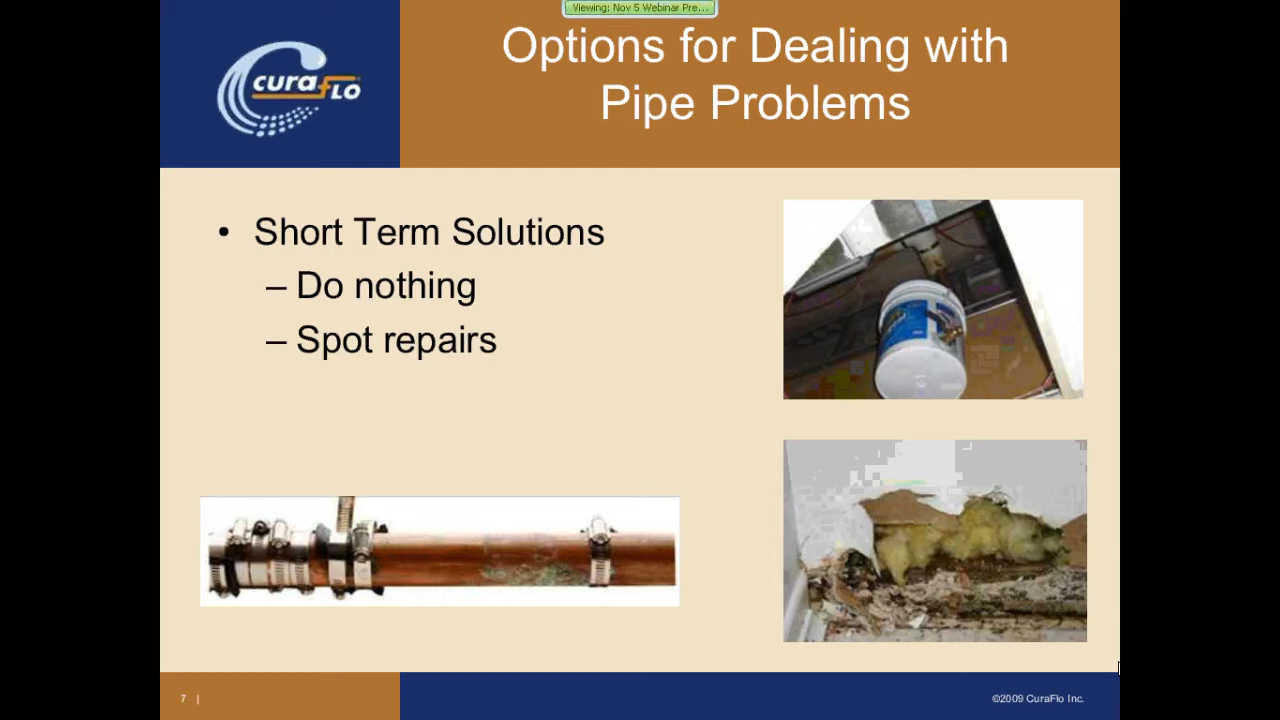 Viewing: Nov 5 Webinar Pre...
Options for Dealing with
Pipe Problems
curaFLO
• Short Term Solutions
– Do nothing
– Spot repairs
7 |
©2009 CuraFlo Inc.